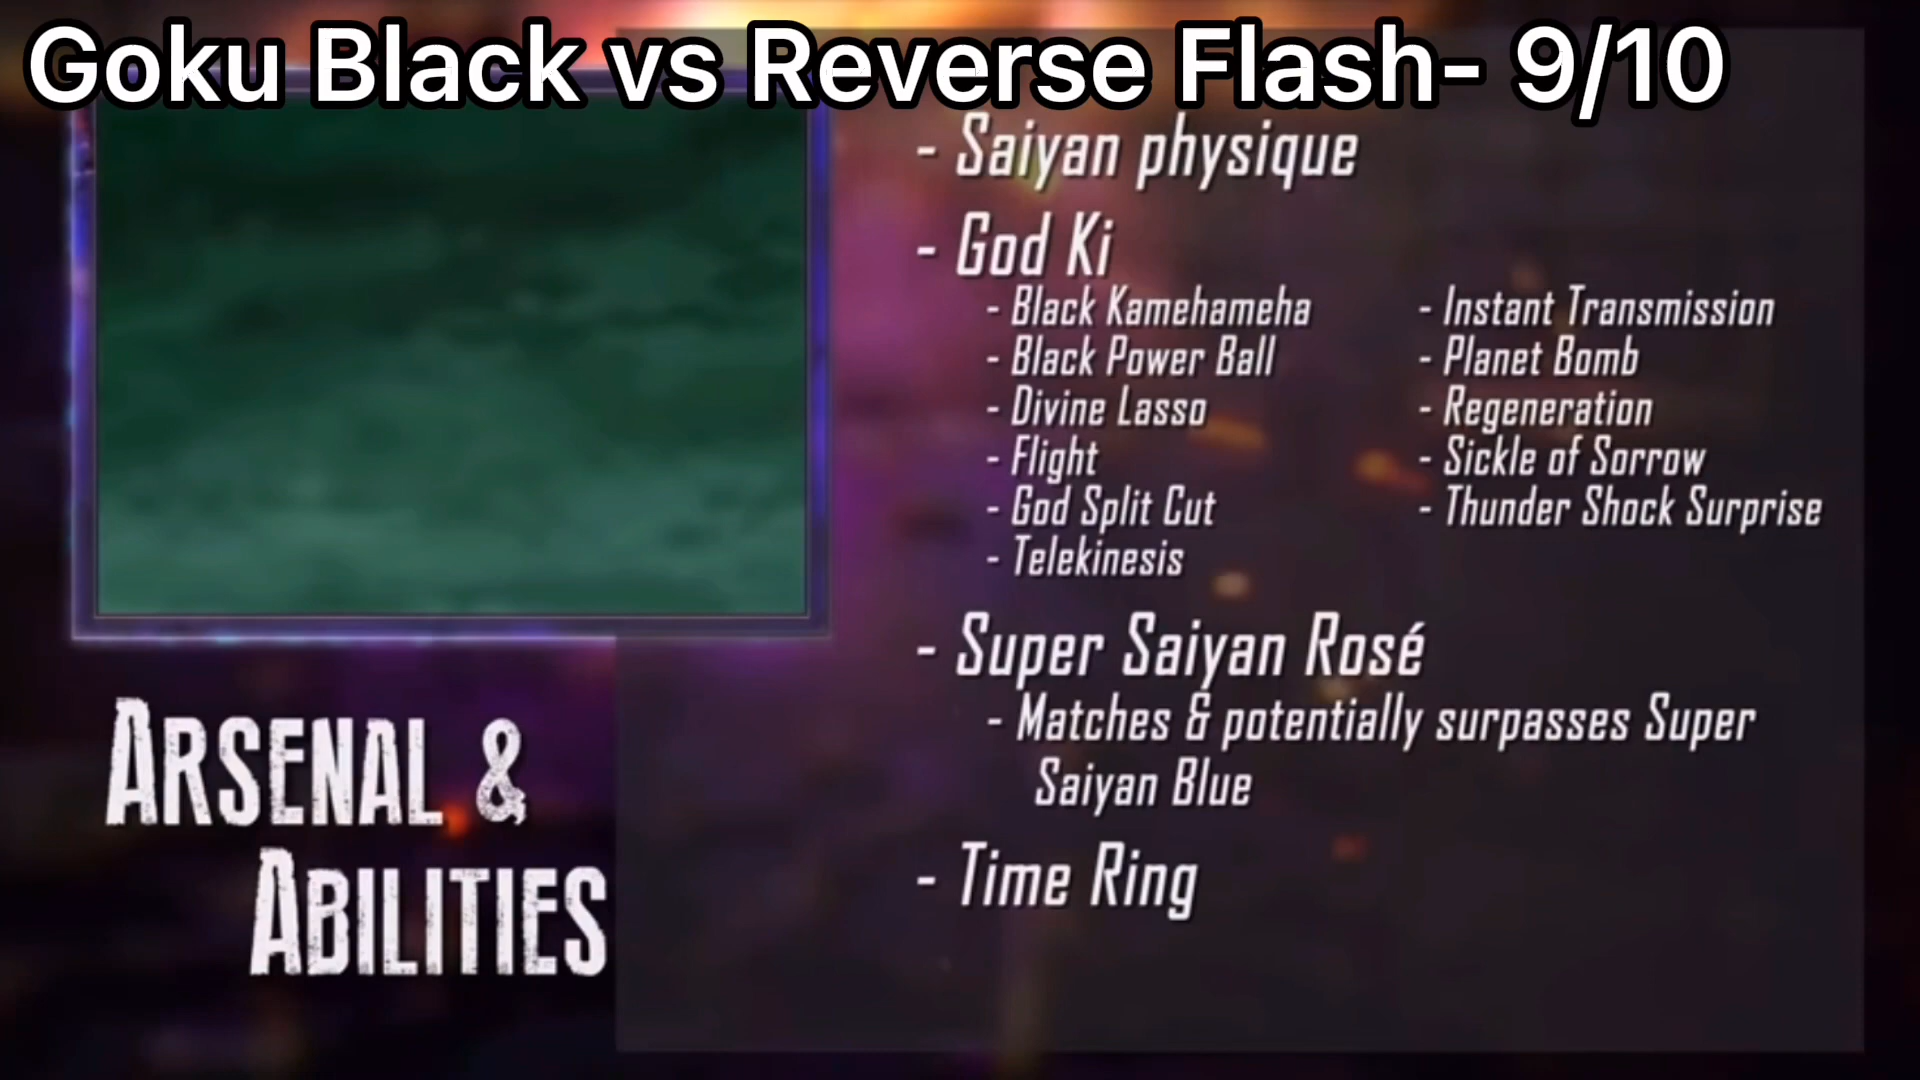 Goku Black vs Reverse Flash- 9/10
- Saiyan physique
- God Ki
- Black Kamehameha
- Black Power Ball
- Divine Lasso
- Flight
- God Split Cut
- Telekinesis
- Instant Transmission
- Planet Bomb
- Regeneration
- Sickle of Sorrow
- Thunder Shock Surprise
- Super Saiyan Rosé
- Matches & potentially surpasses Super
Saiyan Blue
- Time Ring
ARSENAL &
ABILITIES